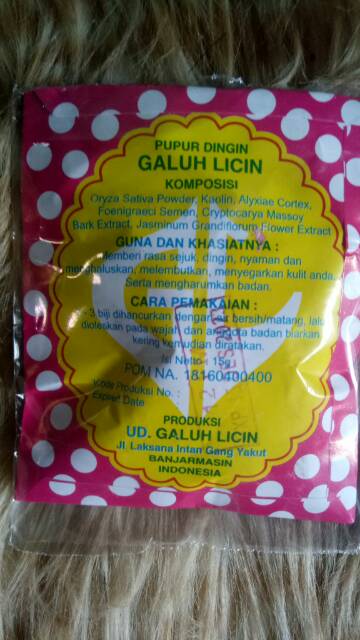 PUPUR DINGIN
GALUH LICIN
KOMPOSISI
Oryza Sativa Powder, Kaolin, Alyxiae Cortex,
Foenigraeci Semen, Cryptocarya Massoy
Bark Extract, Jasminum Grandiflorum Flower Extract
GUNA DAN KHASIATNYA :
Memberi rasa sejuk, dingin, nyaman dan
menghaluskan, melembutkan, menyegarkan kulit anda.
Serta mengharumkan badan.
CARA PEMAKAIAN :
- 3 biji dihancurkan dengan air bersih/matang, lalu
dioleskan pada wajah, dan anggota badan biarkan
kering kemudian diratakan.
Isi Netto : 15g
POM NA. 18160400400
Kode Produksi No. :
Expied Date
PRODUKSI
UD. GALUH LICIN
Jl. Laksana Intan Gang Yakut
BANJARMASIN
INDONESIA